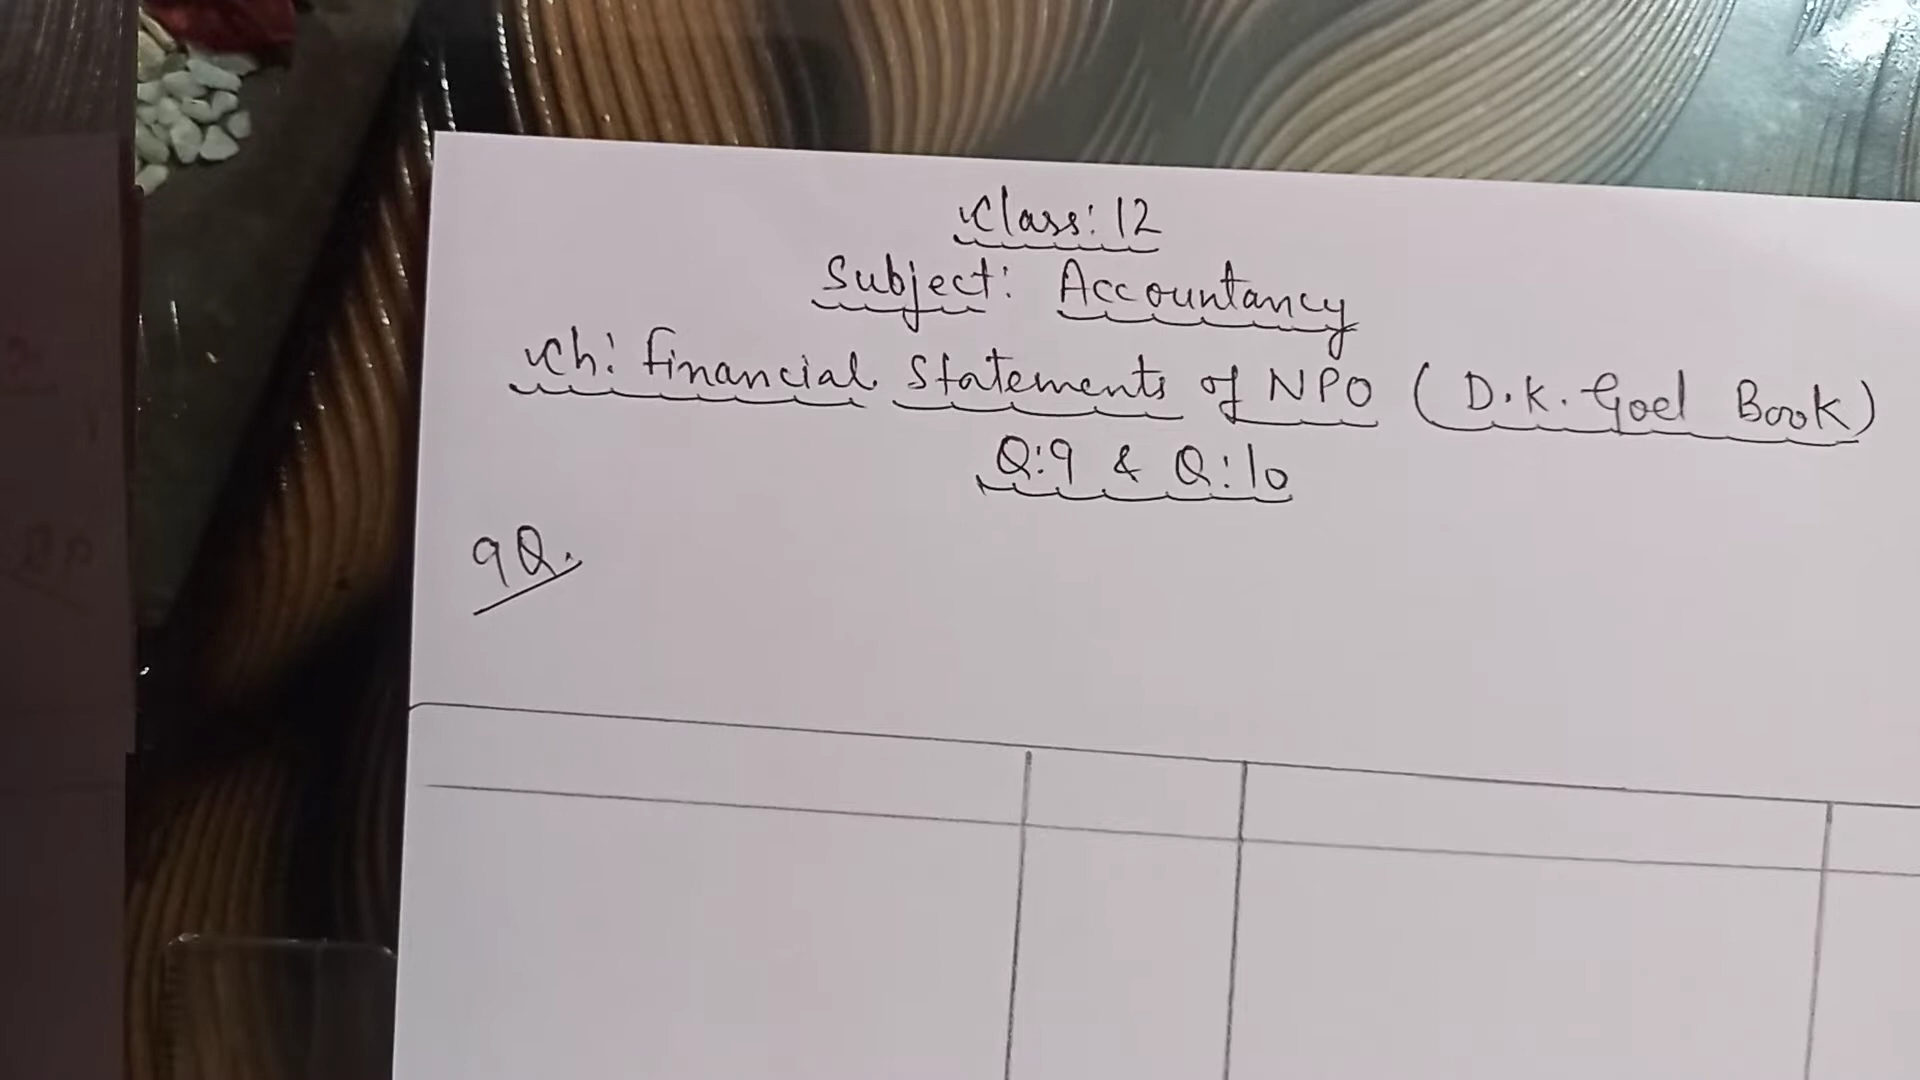 Class: 12
Subject: Accountancy
Ch: Financial Statements of NPO (D.K. Goel Book)
Q:9 & Q:10
9Q.